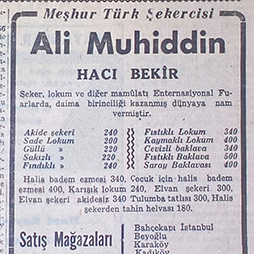 Meşhur Türk Şekercisi
Ali Muhiddin
HACI BEKİR
Şeker, lokum ve diğer mamûlâtı Enternasyonal Fu-
arlarda, daima birinciliği kazanmış dünyaya nam
vermiştir.
Akide şekeri 240 Fıstıklı Lokum 340
Sade Lokum 200 Kaymaklı Lokum 400
Güllü » 220 Cevizli baklava 340
Sakızlı » 220 Fıstıklı Baklava 500
Fındıklı » 240 Saray Baklavası 440
Halis badem ezmesi 340, Çocuk için halis badem
ezmesi 400, Karışık lokum 240, Elvan şekeri 300,
Elvan şekeri akidesiz 340 Tulumba tatlısı 300, Halis
şekerden tahin helvası 180.
Satış Mağazaları
Bahçekapı İstanbul
Beyoğlu
Karaköy
Kadıköy